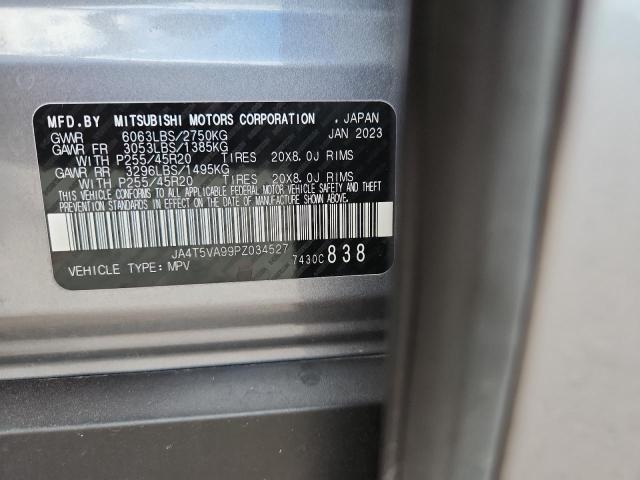 MFD.BY MITSUBISHI MOTORS CORPORATION . JAPAN
GVWR 6063LBS/2750KG JAN 2023
GAWR FR 3053LBS/1385KG
WITH P255/45R20 TIRES 20X8.0J RIMS
GAWR RR 3296LBS/1495KG
WITH P255/45R20 TIRES 20X8.0J RIMS
THIS VEHICLE CONFORMS TO ALL APPLICABLE FEDERAL MOTOR VEHICLE SAFETY AND THEFT
PREVENTION STANDARDS IN EFFECT ON THE DATE OF MANUFACTURE SHOWN ABOVE.
JA4T5VA99PZ034527
VEHICLE TYPE: MPV 7430C 838